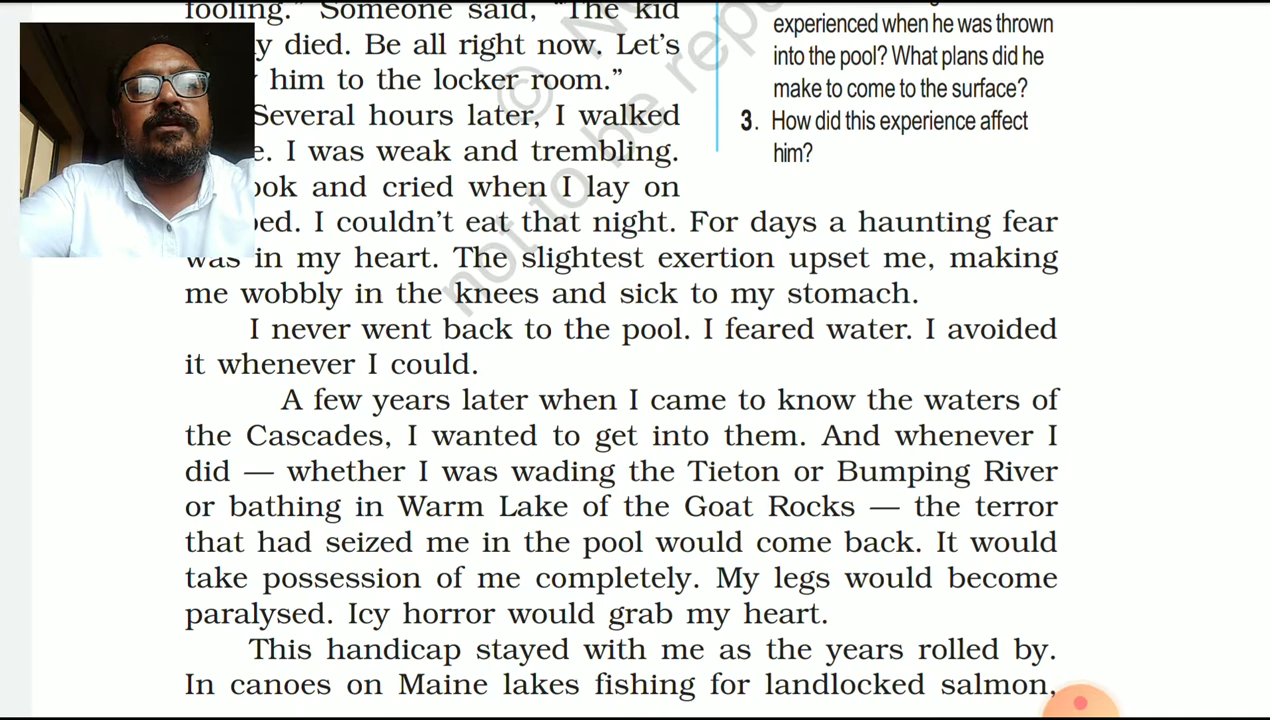 fooling.” Someone said, “The kid
died. Be all right now. Let’s
him to the locker room.”
Several hours later, I walked
I was weak and trembling.
and cried when I lay on
I couldn’t eat that night. For days a haunting fear
was in my heart. The slightest exertion upset me, making
me wobbly in the knees and sick to my stomach.
I never went back to the pool. I feared water. I avoided
it whenever I could.
A few years later when I came to know the waters of
the Cascades, I wanted to get into them. And whenever I
did — whether I was wading the Tieton or Bumping River
or bathing in Warm Lake of the Goat Rocks — the terror
that had seized me in the pool would come back. It would
take possession of me completely. My legs would become
paralysed. Icy horror would grab my heart.
This handicap stayed with me as the years rolled by.
In canoes on Maine lakes fishing for landlocked salmon,
experienced when he was thrown
into the pool? What plans did he
make to come to the surface?
3. How did this experience affect
him?
©
not to be